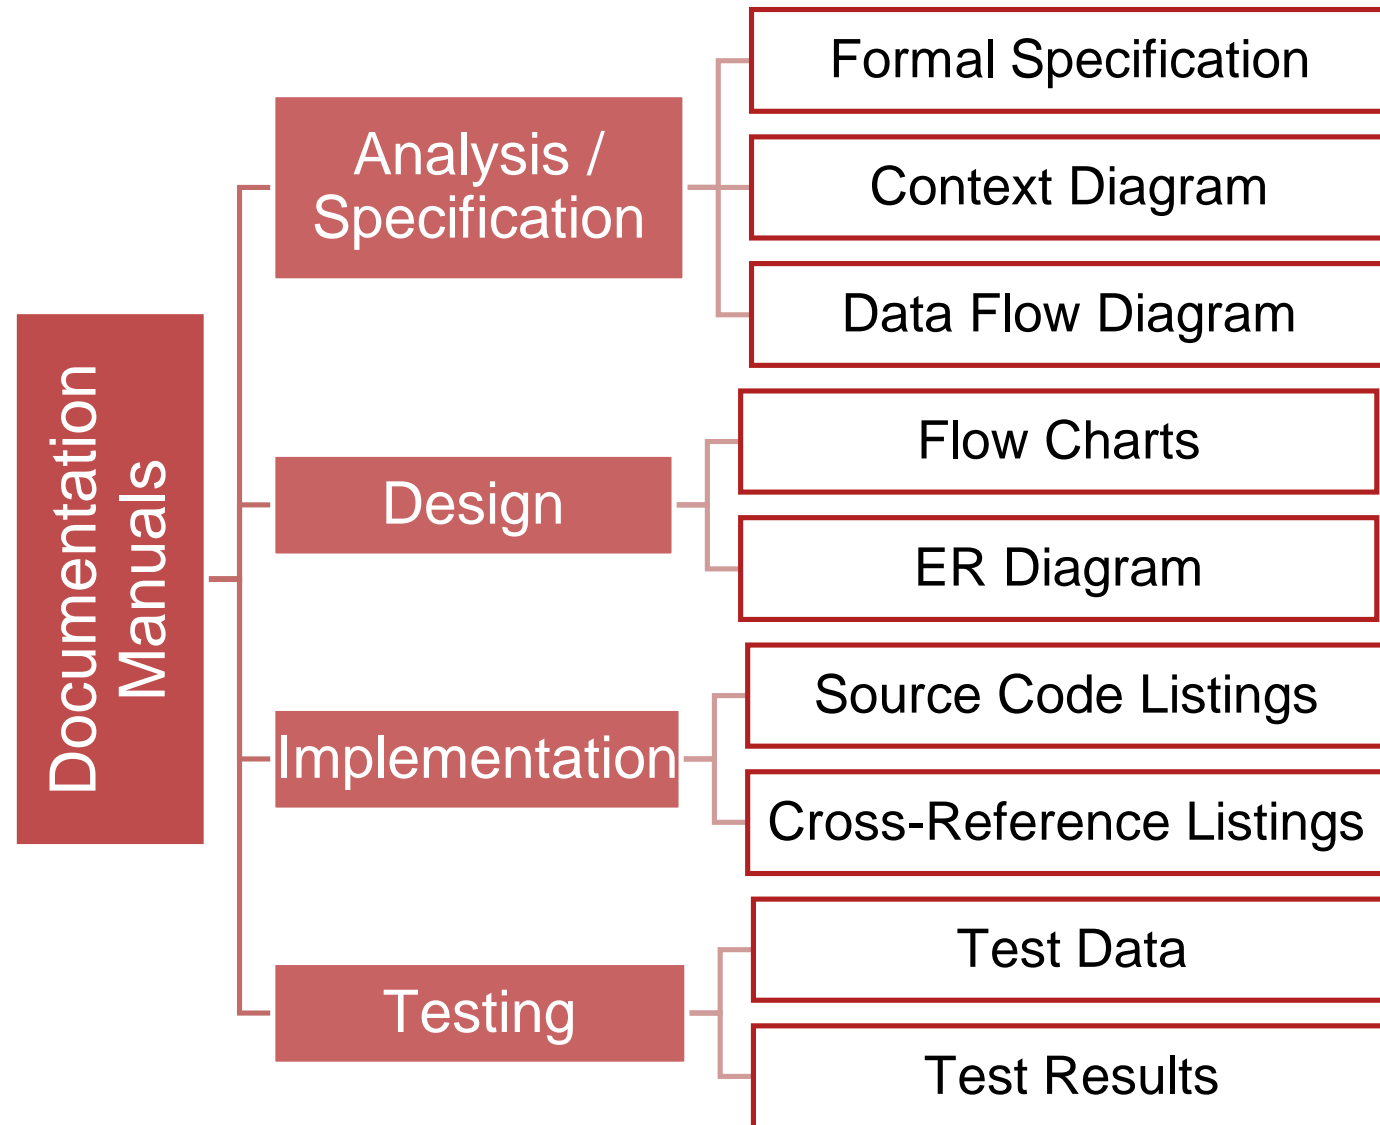 Documentation
Manuals
Analysis /
Specification
Formal Specification
Context Diagram
Data Flow Diagram
Design
Flow Charts
ER Diagram
Implementation
Source Code Listings
Cross-Reference Listings
Testing
Test Data
Test Results